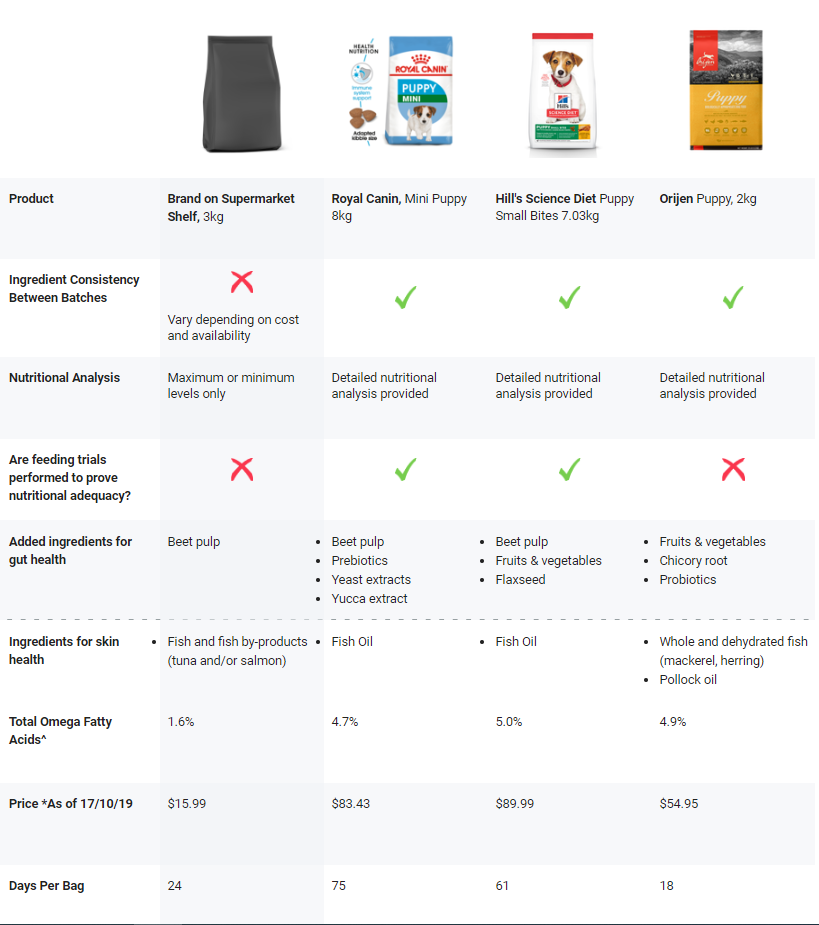 HEALTH
NUTRITION
Immune
system
support
Adapted
kibble size
ROYAL CANIN
PUPPY
MINI
Hill's
SCIENCE DIET
PUPPY
Orijen
Puppy
Product
Brand on Supermarket
Shelf, 3kg
Royal Canin, Mini Puppy
8kg
Hill's Science Diet Puppy
Small Bites 7.03kg
Orijen Puppy, 2kg
Ingredient Consistency
Between Batches
Vary depending on cost
and availability
Nutritional Analysis
Maximum or minimum
levels only
Detailed nutritional
analysis provided
Detailed nutritional
analysis provided
Detailed nutritional
analysis provided
Are feeding trials
performed to prove
nutritional adequacy?
Added ingredients for
gut health
Beet pulp
• Beet pulp
• Prebiotics
• Yeast extracts
• Yucca extract
• Beet pulp
• Fruits & vegetables
• Flaxseed
• Fruits & vegetables
• Chicory root
• Probiotics
Ingredients for skin
health
• Fish and fish by-products
(tuna and/or salmon)
• Fish Oil
• Fish Oil
• Whole and dehydrated fish
(mackerel, herring)
• Pollock oil
Total Omega Fatty
Acids^
1.6%
4.7%
5.0%
4.9%
Price *As of 17/10/19
$15.99
$83.43
$89.99
$54.95
Days Per Bag
24
75
61
18